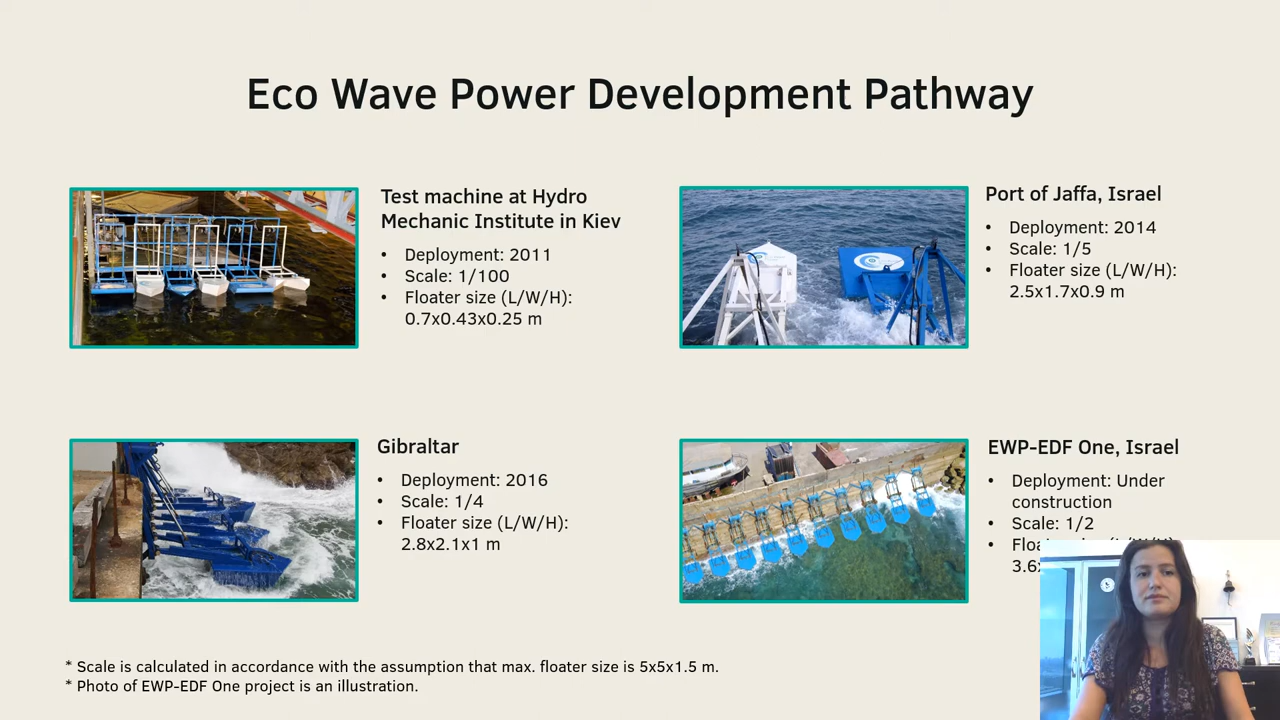 Eco Wave Power Development Pathway
Test machine at Hydro
Mechanic Institute in Kiev
• Deployment: 2011
• Scale: 1/100
• Floater size (L/W/H):
0.7x0.43x0.25 m
Port of Jaffa, Israel
• Deployment: 2014
• Scale: 1/5
• Floater size (L/W/H):
2.5x1.7x0.9 m
Gibraltar
• Deployment: 2016
• Scale: 1/4
• Floater size (L/W/H):
2.8x2.1x1 m
EWP-EDF One, Israel
• Deployment: Under
construction
• Scale: 1/2
* Scale is calculated in accordance with the assumption that max. floater size is 5x5x1.5 m.
* Photo of EWP-EDF One project is an illustration.